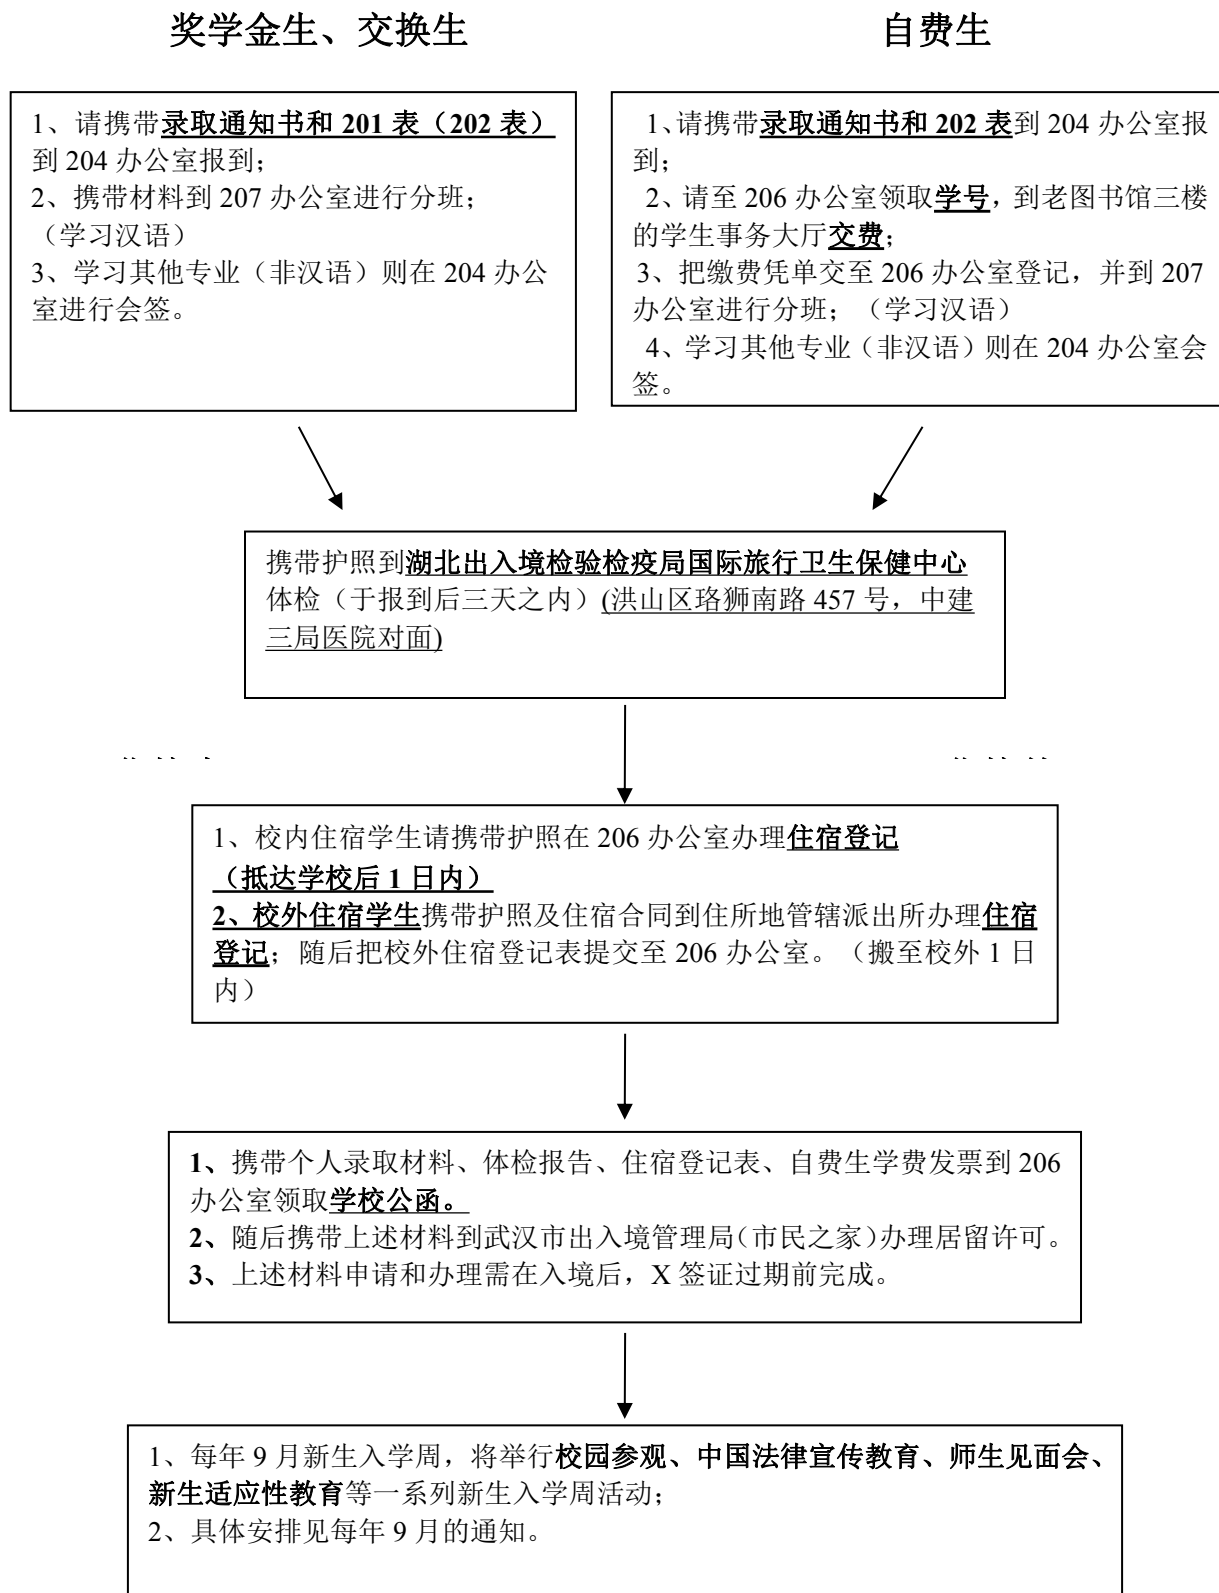 奖学金生、交换生
自费生
1、请携带录取通知书和 201 表（202 表）
到 204 办公室报到；
2、携带材料到 207 办公室进行分班；
（学习汉语）
3、学习其他专业（非汉语）则在 204 办公
室进行会签。
1、请携带录取通知书和 202 表到 204 办公室报
到；
2、请至 206 办公室领取学号，到老图书馆三楼
的学生事务大厅交费；
3、把缴费凭单交至 206 办公室登记，并到 207
办公室进行分班；（学习汉语）
4、学习其他专业（非汉语）则在 204 办公室会
签。
携带护照到湖北出入境检验检疫局国际旅行卫生保健中心
体检（于报到后三天之内）(洪山区珞狮南路 457 号，中建
三局医院对面)
1、校内住宿学生请携带护照在 206 办公室办理住宿登记
（抵达学校后 1 日内）
2、校外住宿学生携带护照及住宿合同到住所地管辖派出所办理住宿
登记；随后把校外住宿登记表提交至 206 办公室。（搬至校外 1 日
内）
1、携带个人录取材料、体检报告、住宿登记表、自费生学费发票到 206
办公室领取学校公函。
2、随后携带上述材料到武汉市出入境管理局（市民之家）办理居留许可。
3、上述材料申请和办理需在入境后，X 签证过期前完成。
1、每年 9 月新生入学周，将举行校园参观、中国法律宣传教育、师生见面会、
新生适应性教育等一系列新生入学周活动；
2、具体安排见每年 9 月的通知。